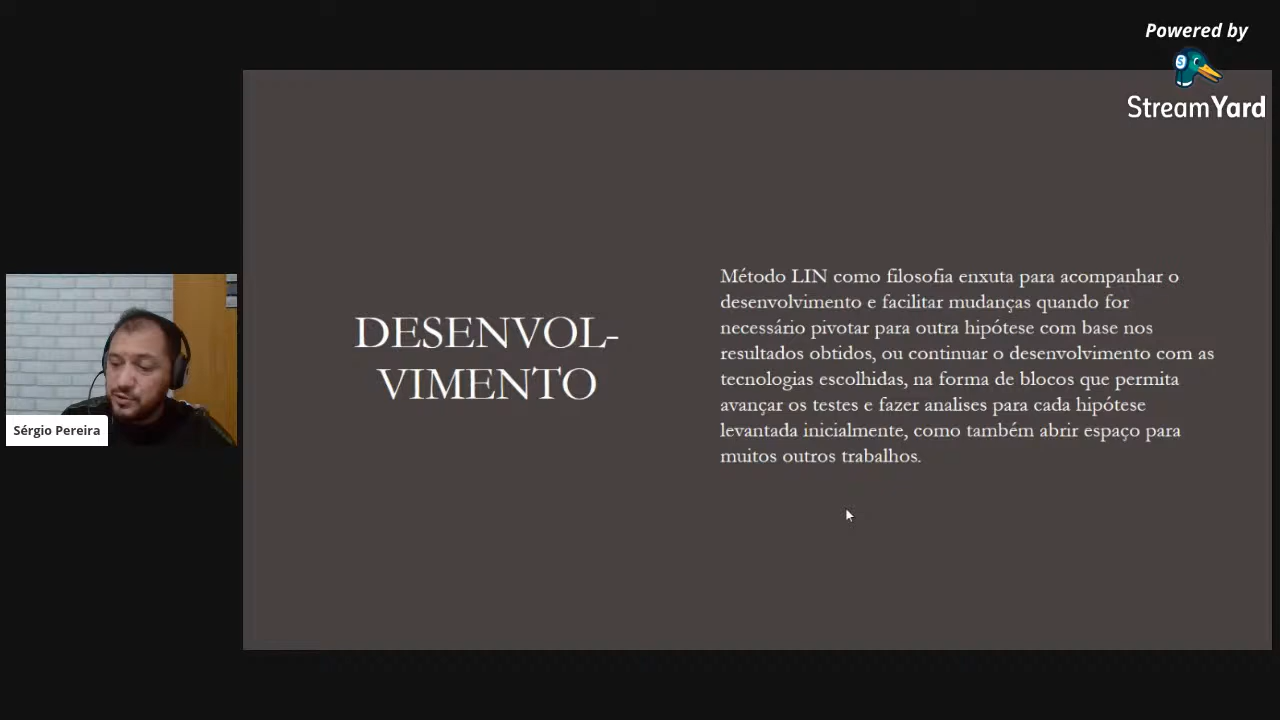 Powered by
StreamYard
DESENVOL-
VIMENTO
Método LIN como filosofia enxuta para acompanhar o
desenvolvimento e facilitar mudanças quando for
necessário pivotar para outra hipótese com base nos
resultados obtidos, ou continuar o desenvolvimento com as
tecnologias escolhidas, na forma de blocos que permita
avançar os testes e fazer analises para cada hipótese
levantada inicialmente, como também abrir espaço para
muitos outros trabalhos.
Sérgio Pereira